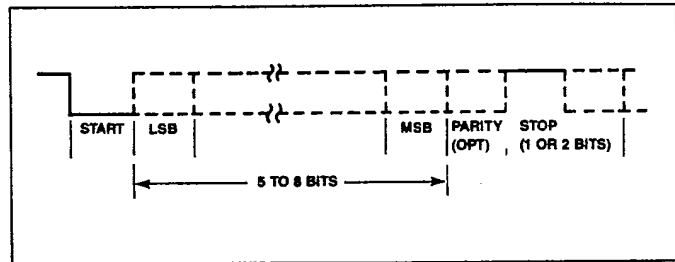 START LSB MSB PARITY STOP
(OPT) (1 OR 2 BITS)
5 TO 8 BITS